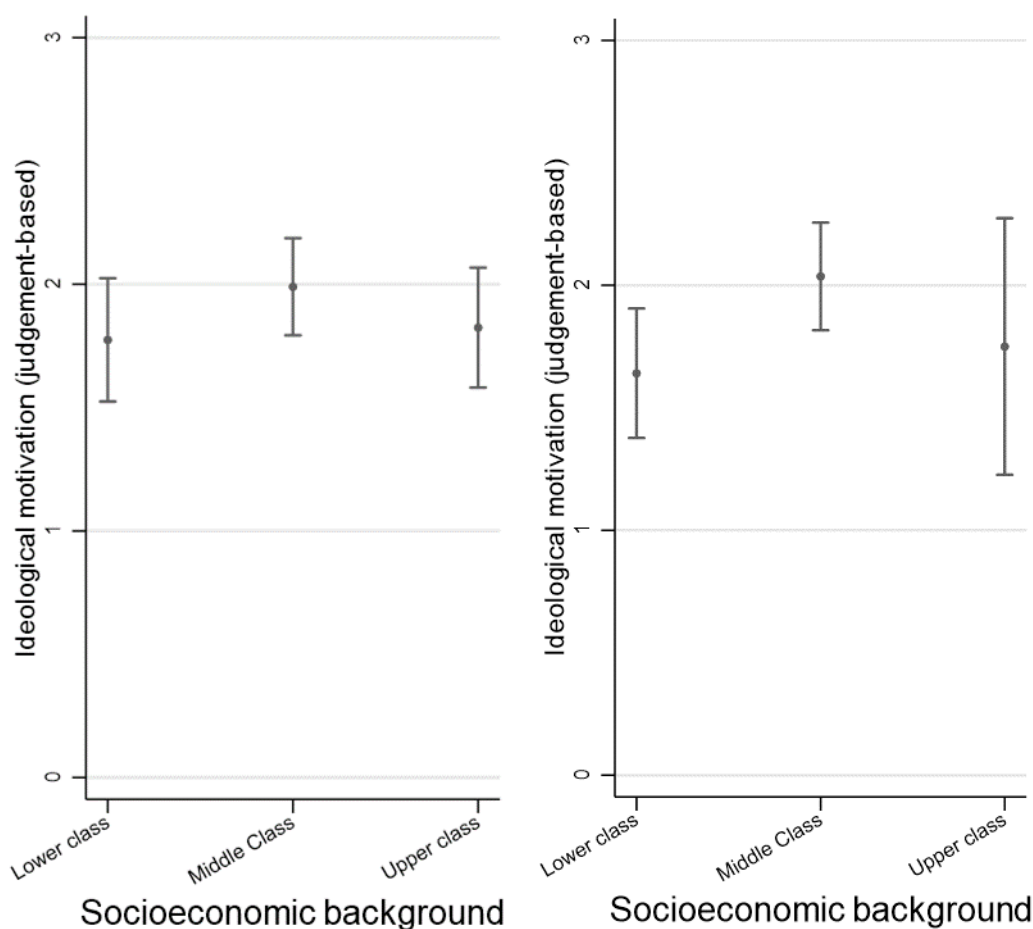 Ideological motivation (judgement-based)
3
2
1
0
Lower class
Middle Class
Upper class
Socioeconomic background
Ideological motivation (judgement-based)
3
2
1
0
Lower class
Middle Class
Upper class
Socioeconomic background